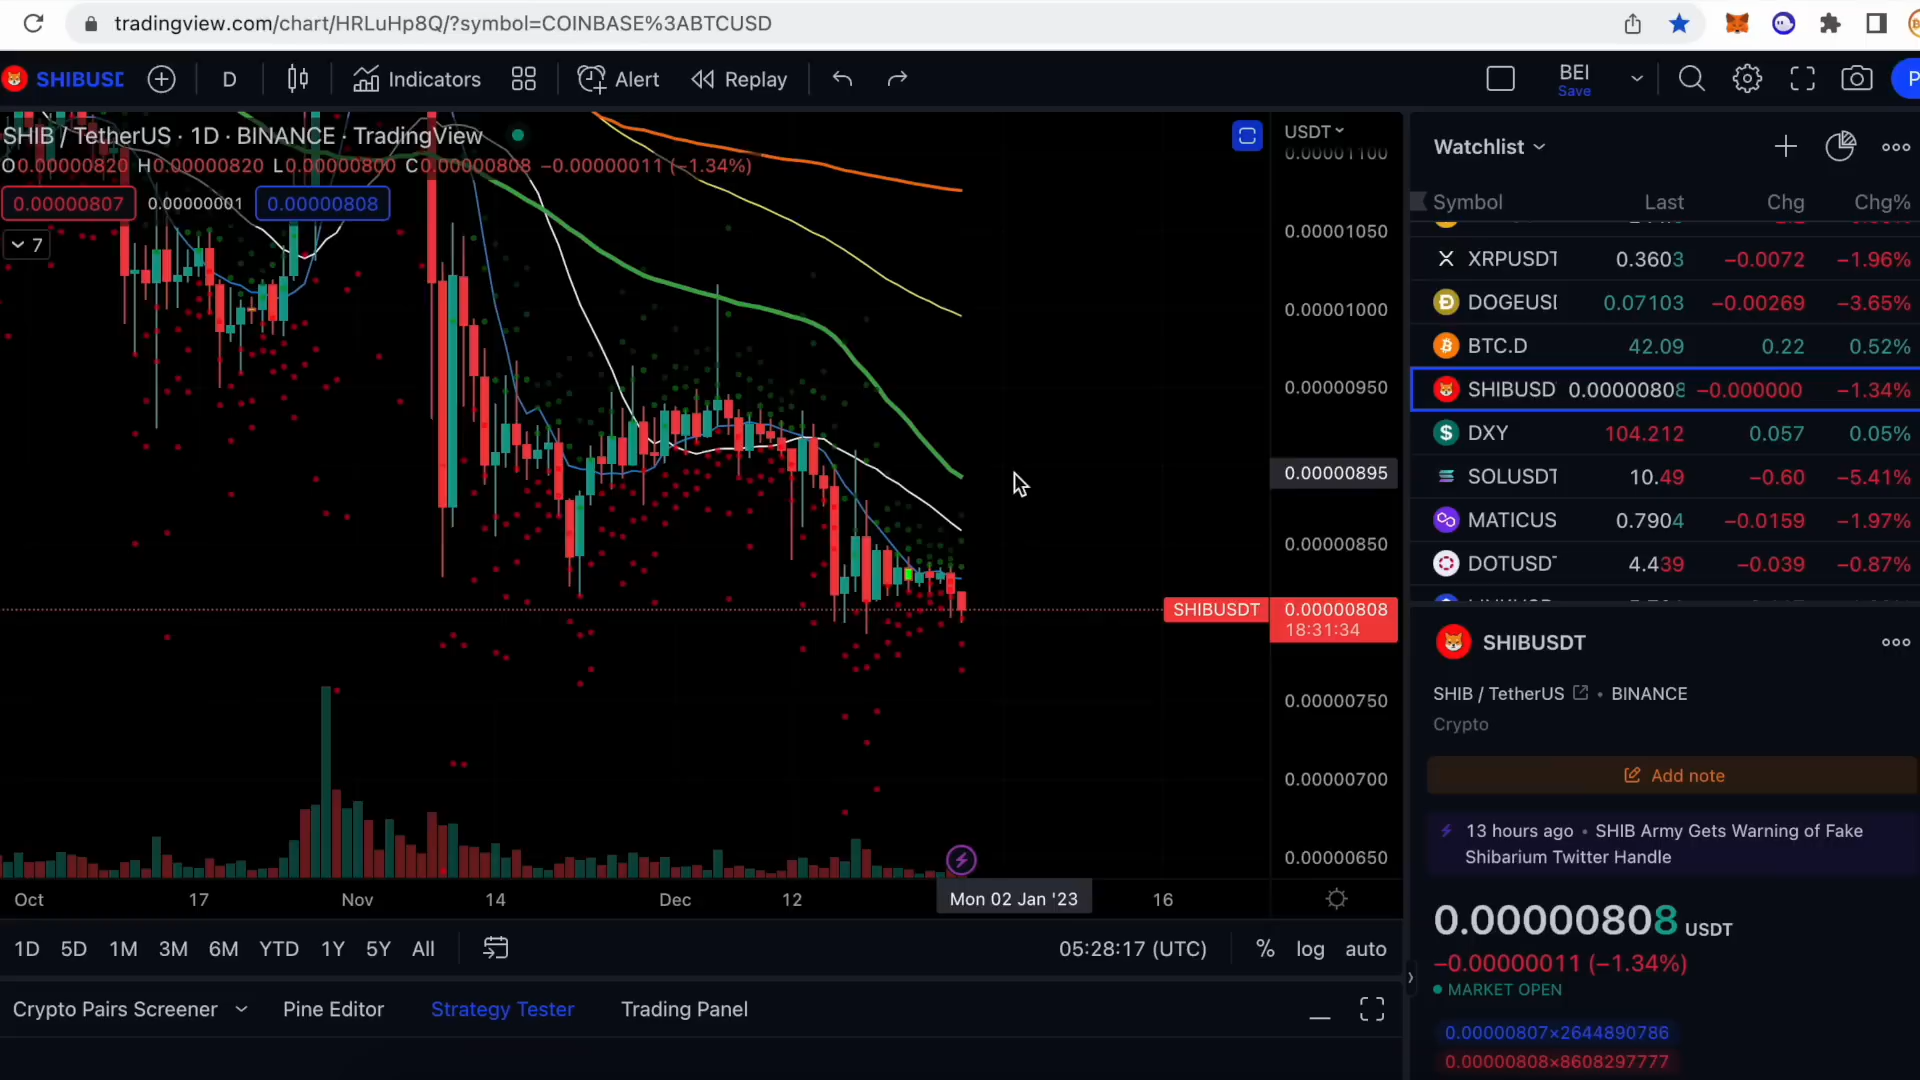 tradingview.com/chart/HRLuHp8Q/?symbol=COINBASE%3ABTCUSD
SHIBUSD D Indicators Alert Replay BEI
Save
P
SHIB / TetherUS · 1D · BINANCE · TradingView
O0.00000820 H0.00000820 L0.00000800 C0.00000808 −0.00000011 (−1.34%)
0.00000807 0.00000001 0.00000808
7
USDT
0.00001100
0.00001050
0.00001000
0.00000950
0.00000895
0.00000850
SHIBUSDT 0.00000808
18:31:34
0.00000750
0.00000700
0.00000650
Oct 17 Nov 14 Dec 12 Mon 02 Jan '23 16
1D 5D 1M 3M 6M YTD 1Y 5Y All 05:28:17 (UTC) % log auto
Crypto Pairs Screener Pine Editor Strategy Tester Trading Panel
Watchlist
Symbol Last Chg Chg%
XRPUSDT 0.3603 −0.0072 −1.96%
DOGEUSI 0.07103 −0.00269 −3.65%
BTC.D 42.09 0.22 0.52%
SHIBUSD 0.00000808 −0.000000 −1.34%
DXY 104.212 0.057 0.05%
SOLUSDT 10.49 −0.60 −5.41%
MATICUS 0.7904 −0.0159 −1.97%
DOTUSDT 4.439 −0.039 −0.87%
SHIBUSDT
SHIB / TetherUS • BINANCE
Crypto
Add note
13 hours ago • SHIB Army Gets Warning of Fake
Shibarium Twitter Handle
0.00000808 USDT
−0.00000011 (−1.34%)
MARKET OPEN
0.00000807×2644890786
0.00000808×8608297777